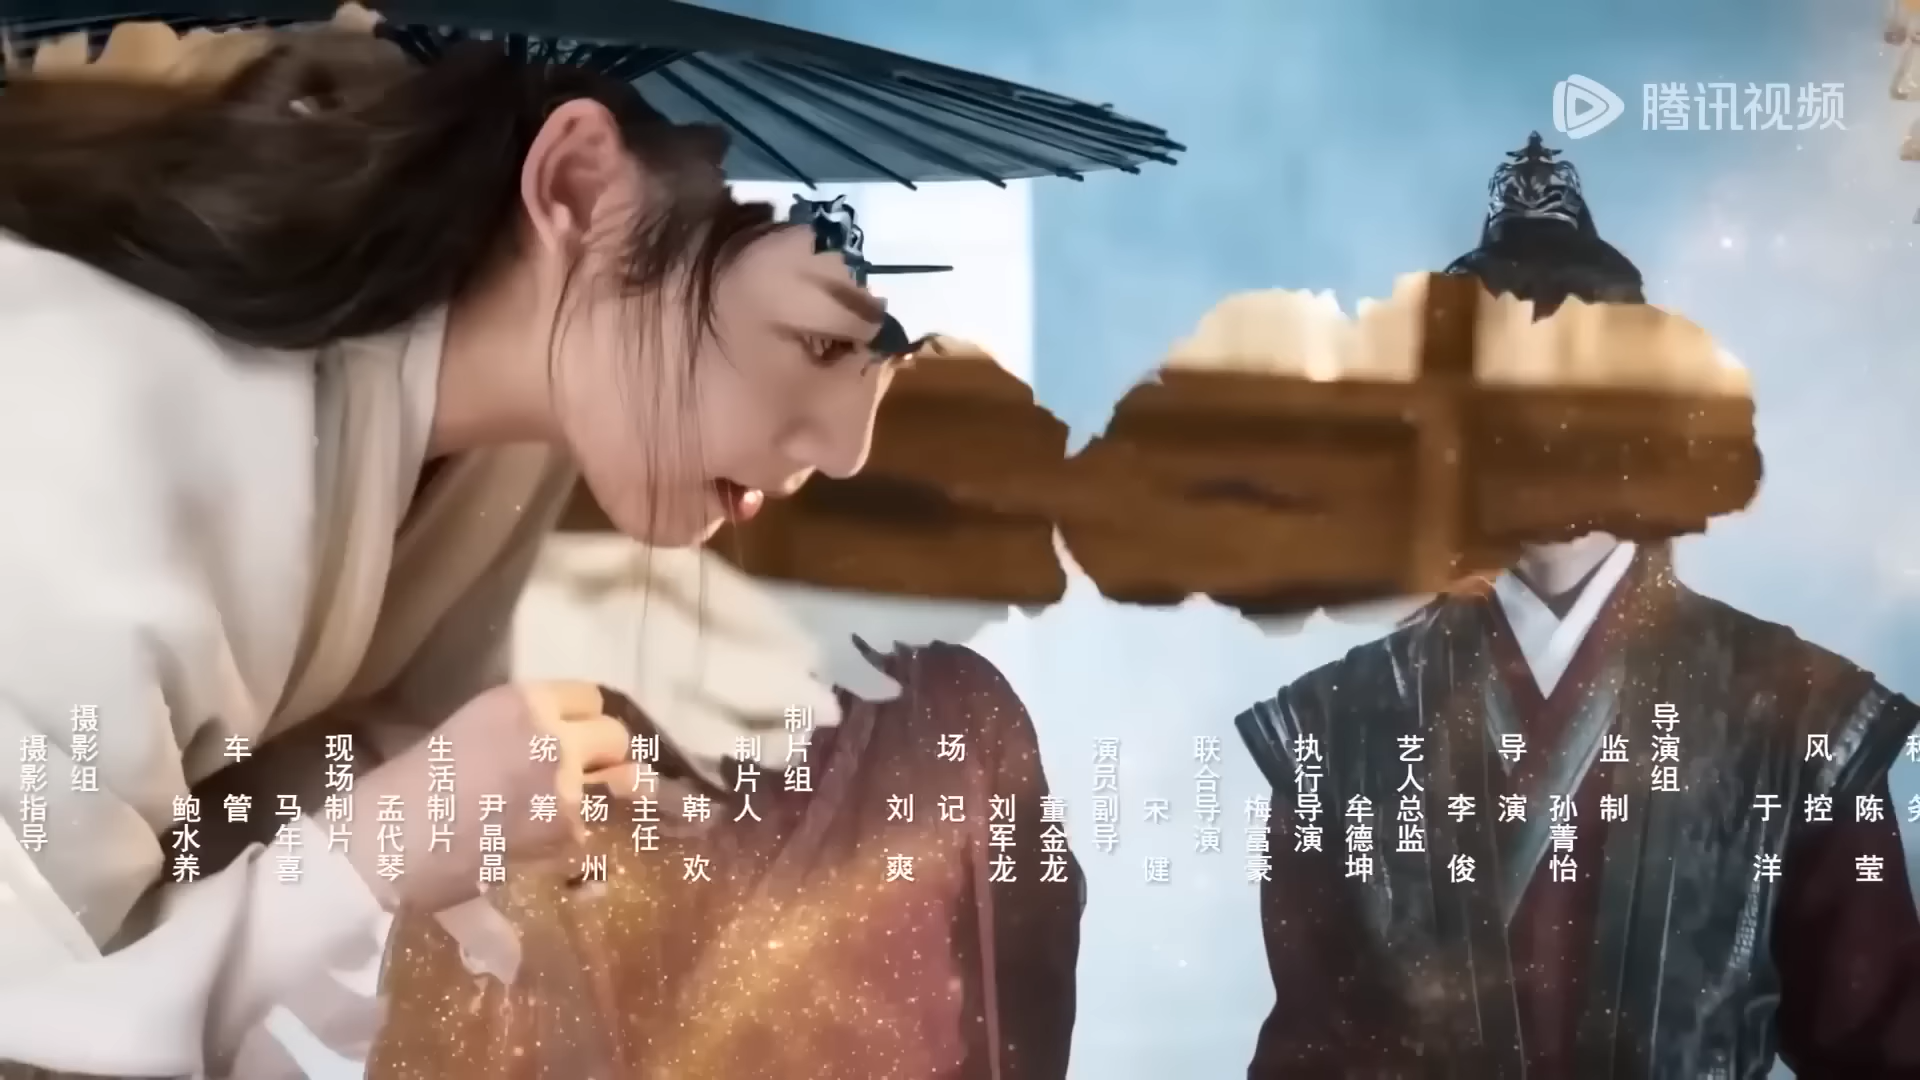 腾讯视频
陈莹
风控
于洋
导演组
监制
孙菁怡
导演
李俊
艺人总监
牟德坤
执行导演
梅富豪
联合导演
宋健
演员副导
董金龙
刘军龙
场记
刘爽
制片组
制片人
韩欢
制片主任
杨州
统筹
尹晶晶
生活制片
孟代琴
现场制片
马年喜
车管
鲍水养
摄影组
摄影指导